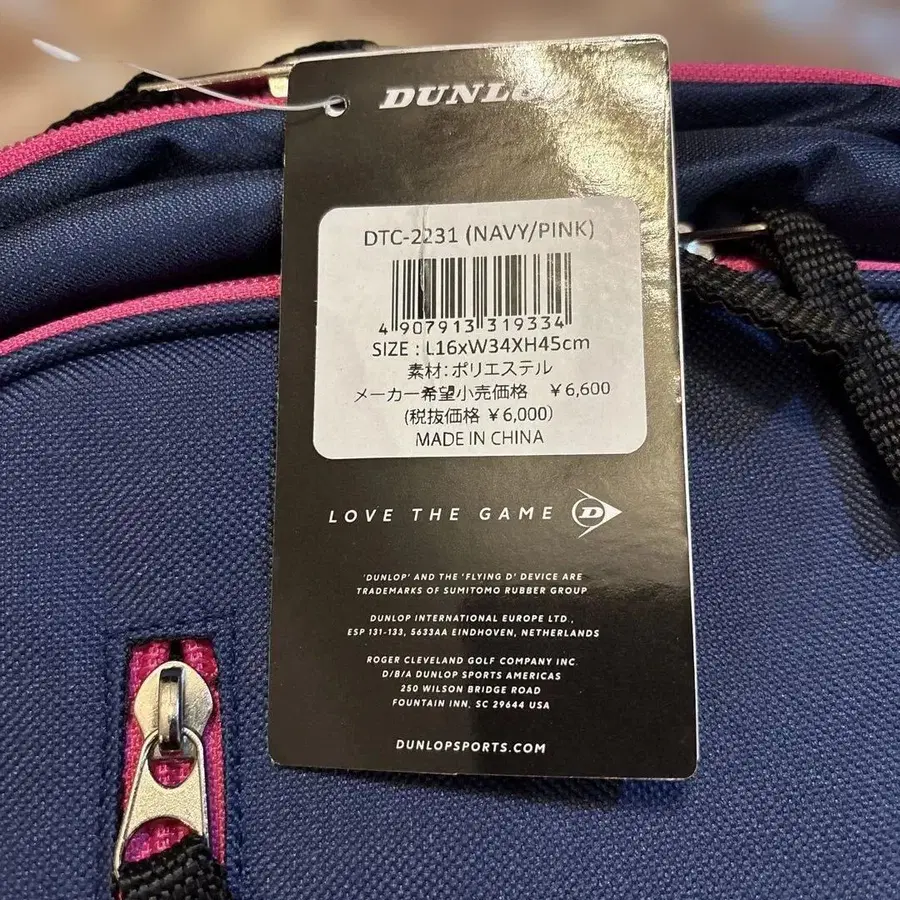 DUNLOP
DTC-2231 (NAVY/PINK)
4 907913 319334
SIZE : L16xW34XH45cm
素材:ポリエステル
メーカー希望小売価格 ￥6,600
(税抜価格 ￥6,000)
MADE IN CHINA
LOVE THE GAME D
'DUNLOP' AND THE 'FLYING D' DEVICE ARE
TRADEMARKS OF SUMITOMO RUBBER GROUP
DUNLOP INTERNATIONAL EUROPE LTD.,
ESP 131-133, 5633AA EINDHOVEN, NETHERLANDS
ROGER CLEVELAND GOLF COMPANY INC.
D/B/A DUNLOP SPORTS AMERICAS
250 WILSON BRIDGE ROAD
FOUNTAIN INN, SC 29644 USA
DUNLOPSPORTS.COM